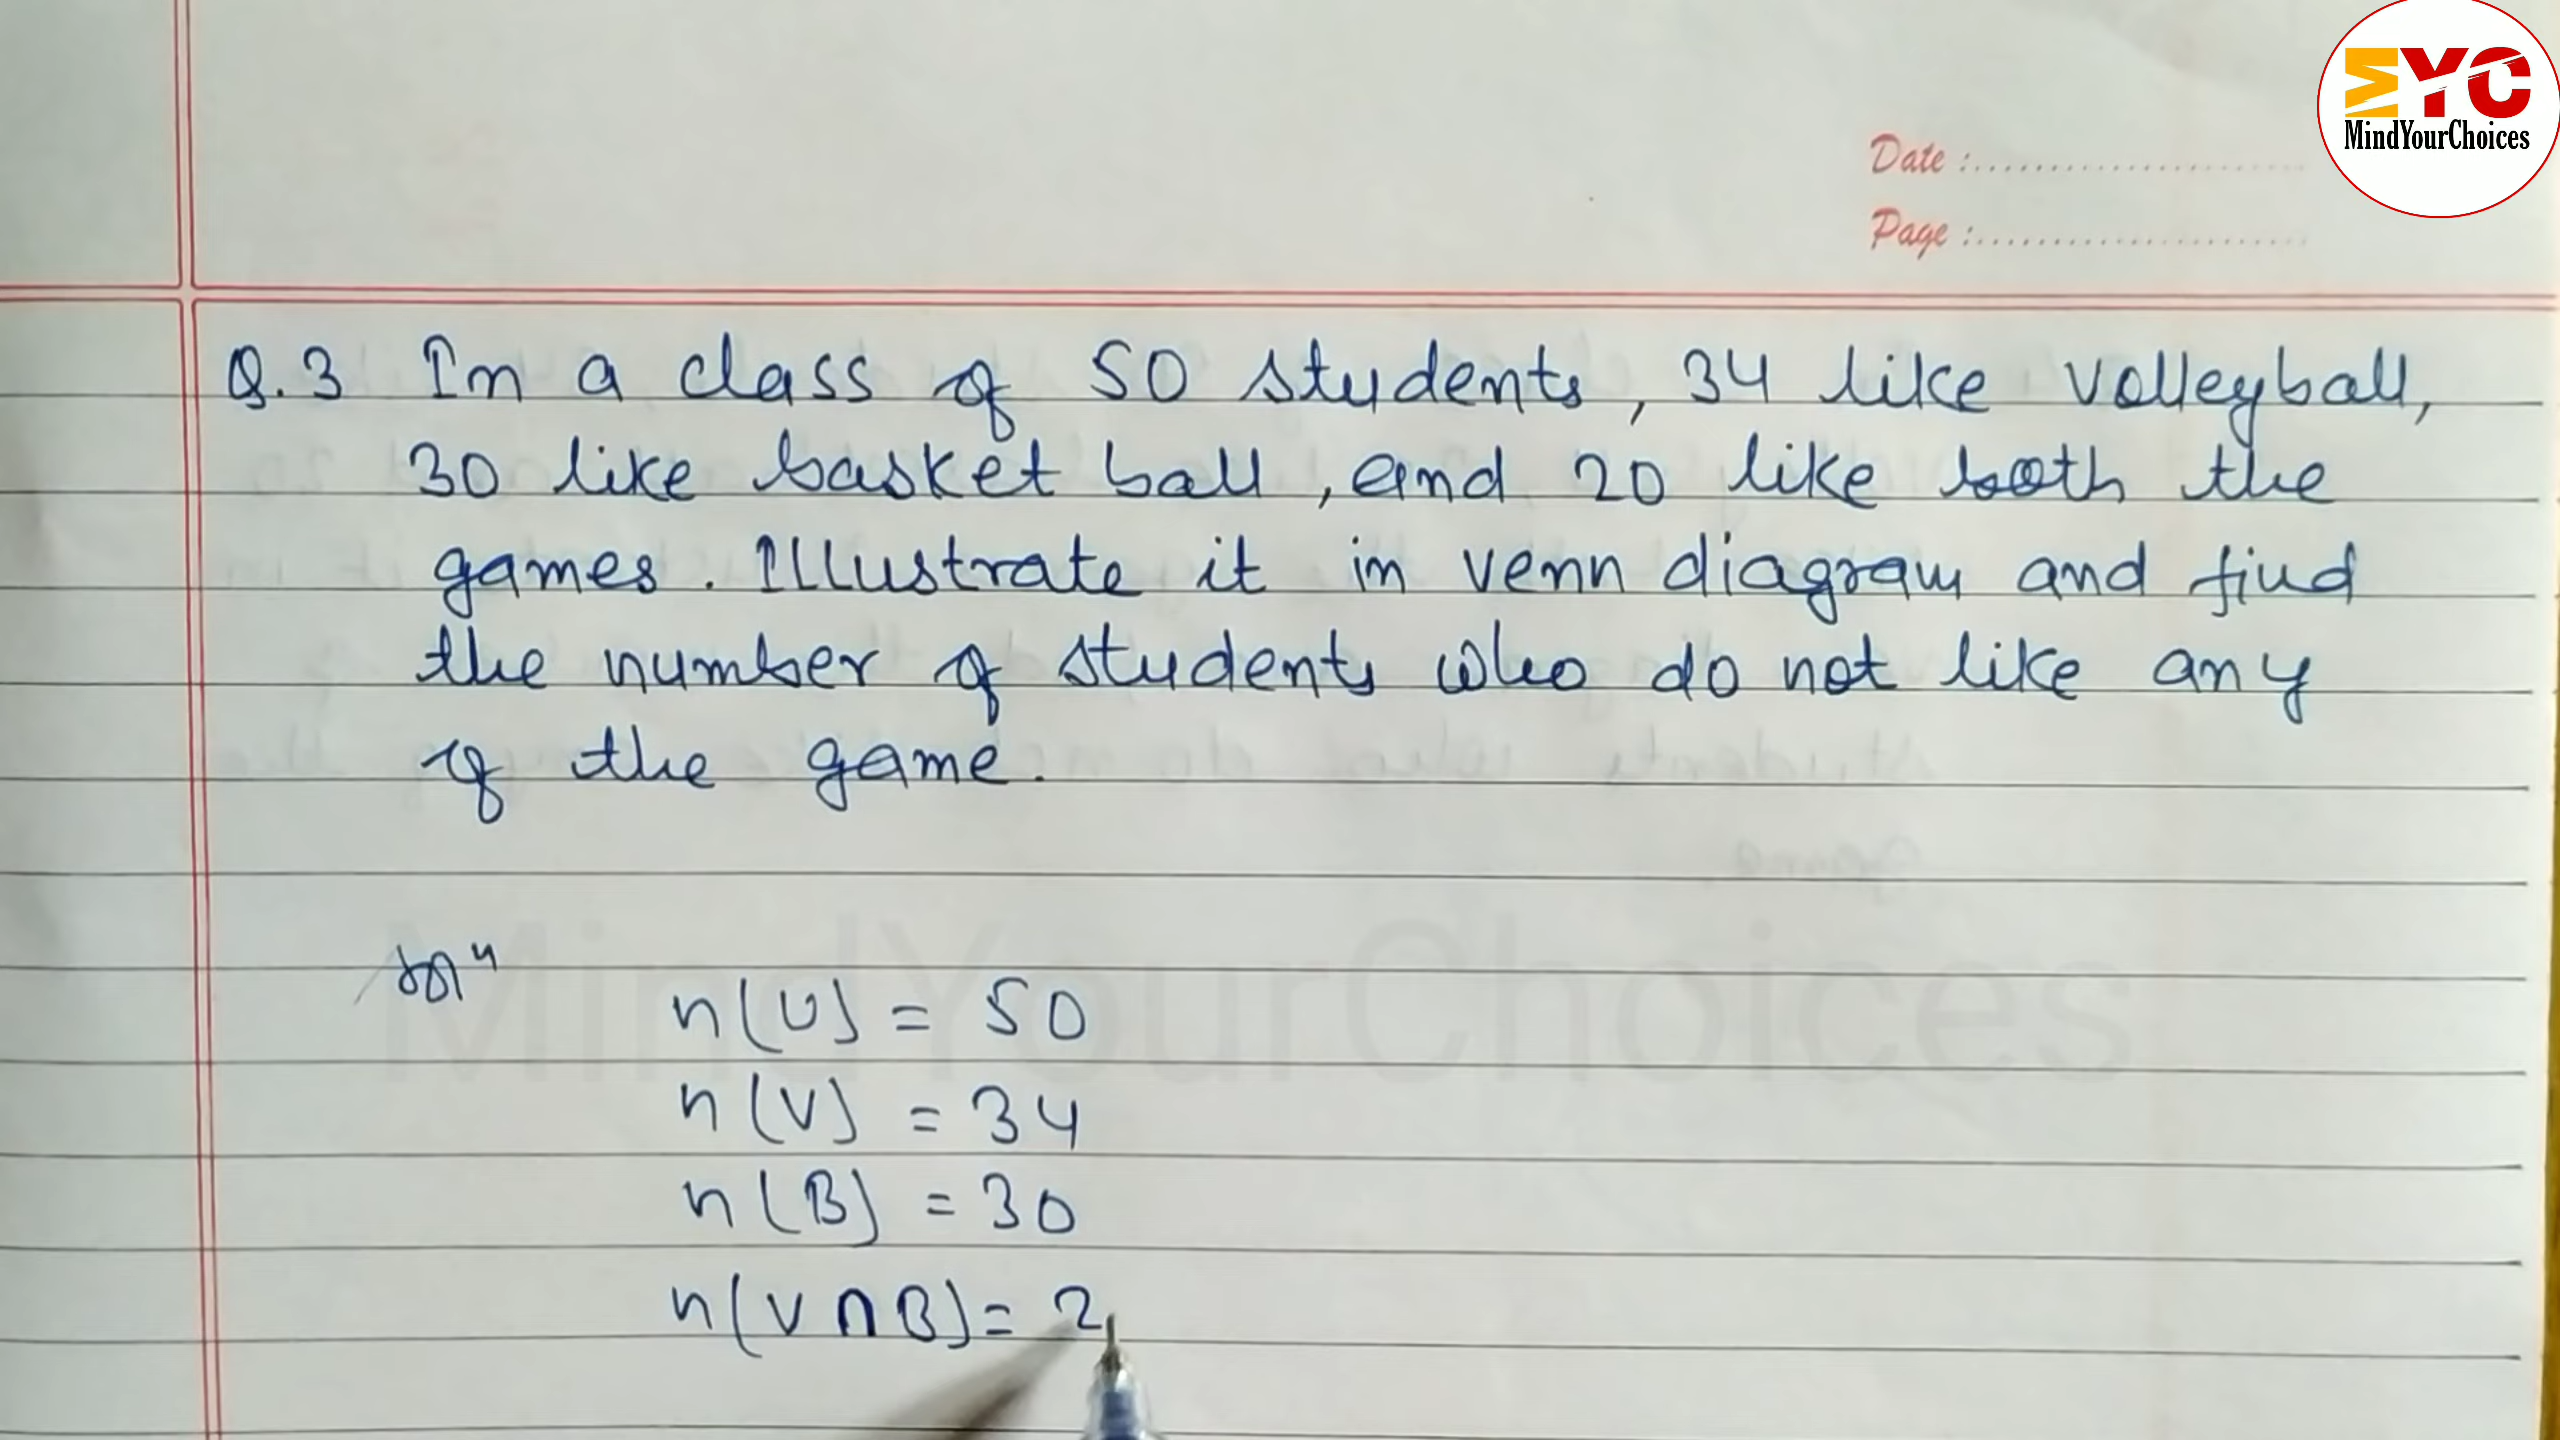 MYC
MindYourChoices
Date :
Page :
Q.3 In a class of 50 students, 34 like volleyball,
30 like basket ball, and 20 like both the
games. Illustrate it in venn diagram and find
the number of students who do not like any
of the game.
MindYourChoices
Solⁿ
n(U) = 50
n(V) = 34
n(B) = 30
n(V∩B) = 2